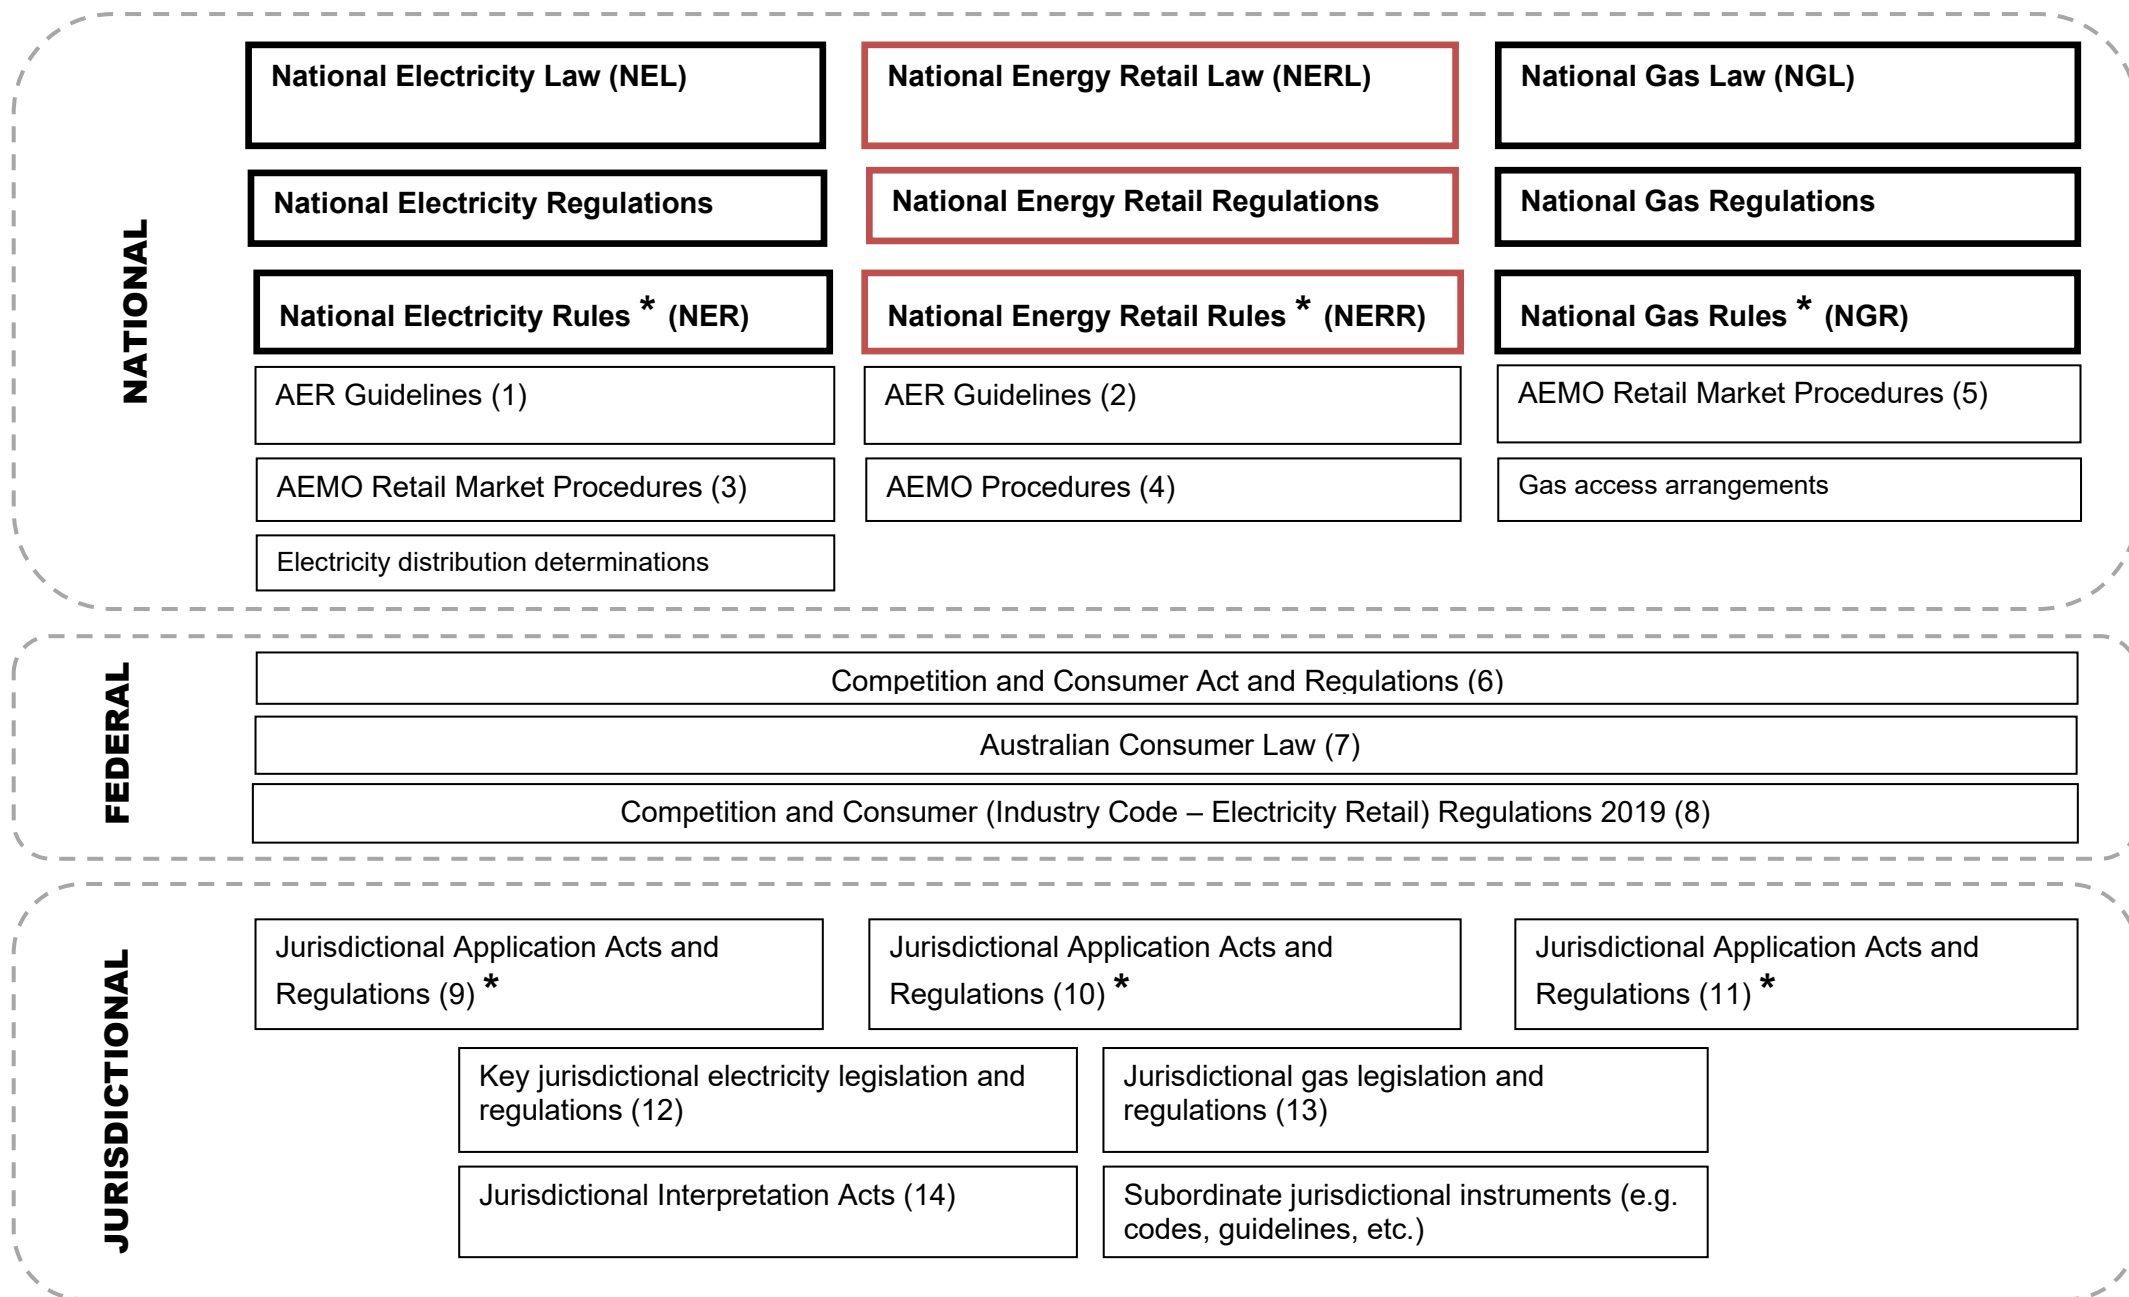 NATIONAL
National Electricity Law (NEL)
National Energy Retail Law (NERL)
National Gas Law (NGL)
National Electricity Regulations
National Energy Retail Regulations
National Gas Regulations
National Electricity Rules * (NER)
National Energy Retail Rules * (NERR)
National Gas Rules * (NGR)
AER Guidelines (1)
AER Guidelines (2)
AEMO Retail Market Procedures (5)
AEMO Retail Market Procedures (3)
AEMO Procedures (4)
Gas access arrangements
Electricity distribution determinations
FEDERAL
Competition and Consumer Act and Regulations (6)
Australian Consumer Law (7)
Competition and Consumer (Industry Code – Electricity Retail) Regulations 2019 (8)
JURISDICTIONAL
Jurisdictional Application Acts and
Regulations (9) *
Jurisdictional Application Acts and
Regulations (10) *
Jurisdictional Application Acts and
Regulations (11) *
Key jurisdictional electricity legislation and
regulations (12)
Jurisdictional gas legislation and
regulations (13)
Jurisdictional Interpretation Acts (14)
Subordinate jurisdictional instruments (e.g.
codes, guidelines, etc.)